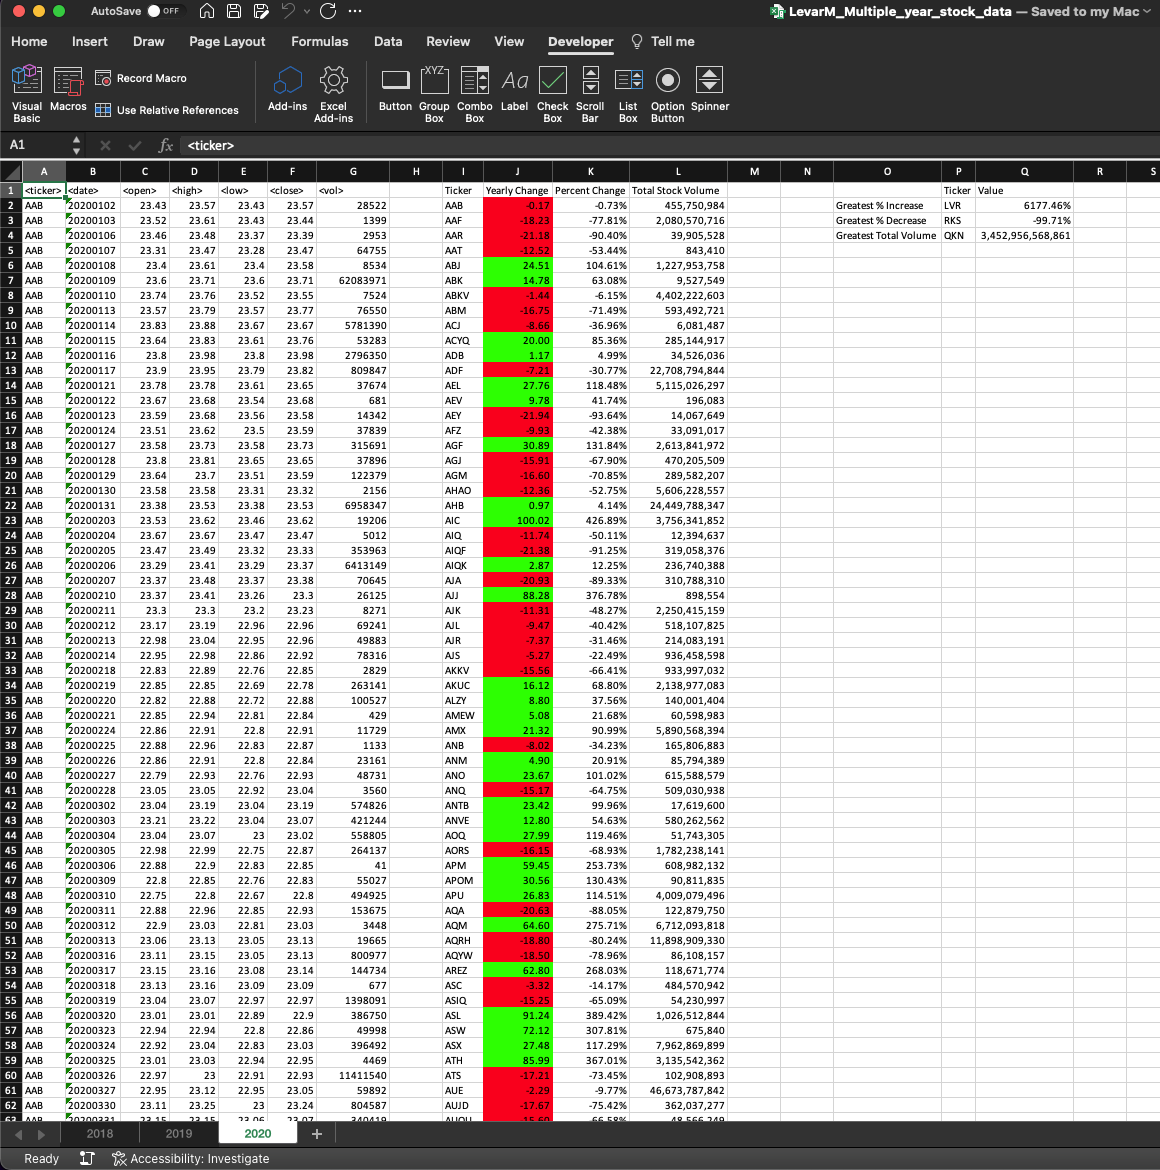 AutoSave OFF LevarM_Multiple_year_stock_data — Saved to my Mac
Home Insert Draw Page Layout Formulas Data Review View Developer Tell me
Visual Basic Macros Record Macro Use Relative References Add-ins Excel Add-ins Button XYZ Group Box Combo Box Aa Label Check Box Scroll Bar List Box Option Button Spinner
A1 fx <ticker>
A B C D E F G H I J K L M N O P Q R S
1 <ticker> <date> <open> <high> <low> <close> <vol> Ticker Yearly Change Percent Change Total Stock Volume Ticker Value
2 AAB 20200102 23.43 23.57 23.43 23.57 28522 AAB -0.17 -0.73% 455,750,984 Greatest % Increase LVR 6177.46%
3 AAB 20200103 23.52 23.61 23.43 23.44 1399 AAF -18.23 -77.81% 2,080,570,716 Greatest % Decrease RKS -99.71%
4 AAB 20200106 23.46 23.48 23.37 23.39 2953 AAR -21.18 -90.40% 39,905,528 Greatest Total Volume QKN 3,452,956,568,861
5 AAB 20200107 23.31 23.47 23.28 23.47 64755 AAT -12.52 -53.44% 843,410
6 AAB 20200108 23.4 23.61 23.4 23.58 8534 ABJ 24.51 104.61% 1,227,953,758
7 AAB 20200109 23.6 23.71 23.6 23.71 62083971 ABK 14.78 63.08% 9,527,549
8 AAB 20200110 23.74 23.76 23.52 23.55 7524 ABKV -1.44 -6.15% 4,402,222,603
9 AAB 20200113 23.57 23.79 23.57 23.77 76550 ABM -16.75 -71.49% 593,492,721
10 AAB 20200114 23.83 23.88 23.67 23.67 5781390 ACJ -8.66 -36.96% 6,081,487
11 AAB 20200115 23.64 23.83 23.61 23.76 53283 ACYQ 20.00 85.36% 285,144,917
12 AAB 20200116 23.8 23.98 23.8 23.98 2796350 ADB 1.17 4.99% 34,526,036
13 AAB 20200117 23.9 23.95 23.79 23.82 809847 ADF -7.21 -30.77% 22,708,794,844
14 AAB 20200121 23.78 23.78 23.61 23.65 37674 AEL 27.76 118.48% 5,115,026,297
15 AAB 20200122 23.67 23.68 23.54 23.68 681 AEV 9.78 41.74% 196,083
16 AAB 20200123 23.59 23.68 23.56 23.58 14342 AEY -21.94 -93.64% 14,067,649
17 AAB 20200124 23.51 23.62 23.5 23.59 37839 AFZ -9.93 -42.38% 33,091,017
18 AAB 20200127 23.58 23.73 23.58 23.73 315691 AGF 30.89 131.84% 2,613,841,972
19 AAB 20200128 23.8 23.81 23.65 23.65 37896 AGJ -15.91 -67.90% 470,205,509
20 AAB 20200129 23.64 23.7 23.51 23.59 122379 AGM -16.60 -70.85% 289,582,207
21 AAB 20200130 23.58 23.58 23.31 23.32 2156 AHAO -12.36 -52.75% 5,606,228,557
22 AAB 20200131 23.38 23.53 23.38 23.53 6958347 AHB 0.97 4.14% 24,449,788,347
23 AAB 20200203 23.53 23.62 23.46 23.62 19206 AIC 100.02 426.89% 3,756,341,852
24 AAB 20200204 23.67 23.67 23.47 23.47 5012 AIQ -11.74 -50.11% 12,394,637
25 AAB 20200205 23.47 23.49 23.32 23.33 353963 AIQF -21.38 -91.25% 319,058,376
26 AAB 20200206 23.29 23.41 23.29 23.37 6413149 AIQK 2.87 12.25% 236,740,388
27 AAB 20200207 23.37 23.48 23.37 23.38 70645 AJA -20.93 -89.33% 310,788,310
28 AAB 20200210 23.37 23.41 23.26 23.3 26125 AJJ 88.28 376.78% 898,554
29 AAB 20200211 23.3 23.3 23.2 23.23 8271 AJK -11.31 -48.27% 2,250,415,159
30 AAB 20200212 23.17 23.19 22.96 22.96 69241 AJL -9.47 -40.42% 518,107,825
31 AAB 20200213 22.98 23.04 22.95 22.96 49883 AJR -7.37 -31.46% 214,083,191
32 AAB 20200214 22.95 22.98 22.86 22.92 78316 AJS -5.27 -22.49% 936,458,598
33 AAB 20200218 22.83 22.89 22.76 22.85 2829 AKKV -15.56 -66.41% 933,997,032
34 AAB 20200219 22.85 22.85 22.69 22.78 263141 AKUC 16.12 68.80% 2,138,977,083
35 AAB 20200220 22.82 22.88 22.72 22.88 100527 ALZY 8.80 37.56% 140,001,404
36 AAB 20200221 22.85 22.94 22.81 22.84 429 AMEW 5.08 21.68% 60,598,983
37 AAB 20200224 22.86 22.91 22.8 22.91 11729 AMX 21.32 90.99% 5,890,568,394
38 AAB 20200225 22.88 22.96 22.83 22.87 1133 ANB -8.02 -34.23% 165,806,883
39 AAB 20200226 22.86 22.91 22.8 22.84 23161 ANM 4.90 20.91% 85,794,389
40 AAB 20200227 22.79 22.93 22.76 22.93 48731 ANO 23.67 101.02% 615,588,579
41 AAB 20200228 23.05 23.05 22.92 23.04 3560 ANQ -15.17 -64.75% 509,030,938
42 AAB 20200302 23.04 23.19 23.04 23.19 574826 ANTB 23.42 99.96% 17,619,600
43 AAB 20200303 23.21 23.22 23.04 23.07 421244 ANVE 12.80 54.63% 580,262,562
44 AAB 20200304 23.04 23.07 23 23.02 558805 AOQ 27.99 119.46% 51,743,305
45 AAB 20200305 22.98 22.99 22.75 22.87 264137 AORS -16.15 -68.93% 1,782,238,141
46 AAB 20200306 22.88 22.9 22.83 22.85 41 APM 59.45 253.73% 608,982,132
47 AAB 20200309 22.8 22.85 22.76 22.83 55027 APOM 30.56 130.43% 90,811,835
48 AAB 20200310 22.75 22.8 22.67 22.8 494925 APU 26.83 114.51% 4,009,079,496
49 AAB 20200311 22.88 22.96 22.85 22.93 153675 AQA -20.63 -88.05% 122,879,750
50 AAB 20200312 22.9 23.03 22.81 23.03 3448 AQM 64.60 275.71% 6,712,093,818
51 AAB 20200313 23.06 23.13 23.05 23.13 19665 AQRH -18.80 -80.24% 11,898,909,330
52 AAB 20200316 23.11 23.15 23.05 23.13 800977 AQYW -18.50 -78.96% 86,108,157
53 AAB 20200317 23.15 23.16 23.08 23.14 144734 AREZ 62.80 268.03% 118,671,774
54 AAB 20200318 23.13 23.16 23.09 23.09 677 ASC -3.32 -14.17% 484,570,942
55 AAB 20200319 23.04 23.07 22.97 22.97 1398091 ASIQ -15.25 -65.09% 54,230,997
56 AAB 20200320 23.01 23.01 22.89 22.9 386750 ASL 91.24 389.42% 1,026,512,844
57 AAB 20200323 22.94 22.94 22.8 22.86 49998 ASW 72.12 307.81% 675,840
58 AAB 20200324 22.92 23.04 22.83 23.03 396492 ASX 27.48 117.29% 7,962,869,899
59 AAB 20200325 23.01 23.03 22.94 22.95 4469 ATH 85.99 367.01% 3,135,542,362
60 AAB 20200326 22.97 23 22.91 22.93 11411540 ATS -17.21 -73.45% 102,908,893
61 AAB 20200327 22.95 23.12 22.95 23.05 59892 AUE -2.29 -9.77% 46,673,787,842
62 AAB 20200330 23.11 23.25 23 23.24 804587 AUJD -17.67 -75.42% 362,037,277
2018 2019 2020 +
Ready Accessibility: Investigate